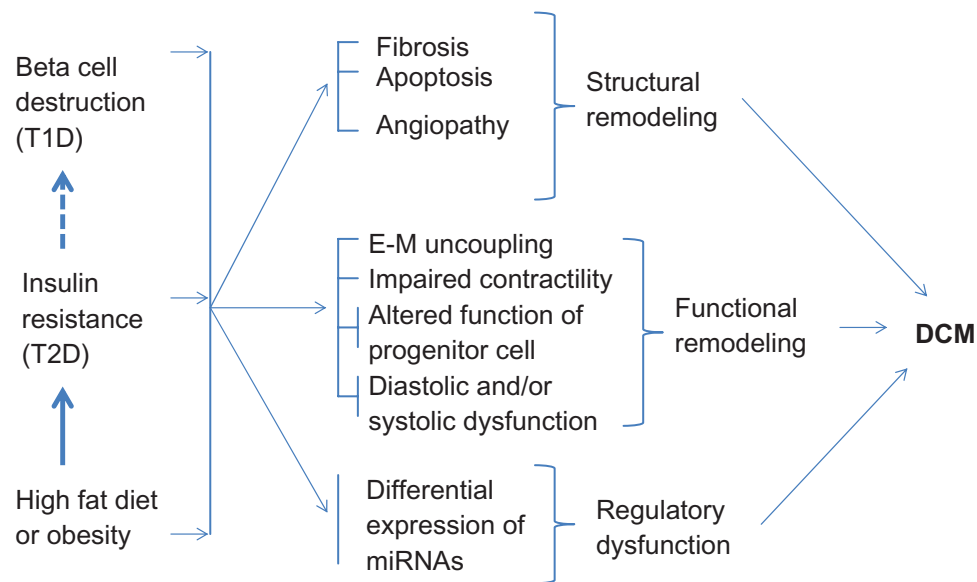 Beta cell
destruction
(T1D)
Insulin
resistance
(T2D)
High fat diet
or obesity
Fibrosis
Apoptosis
Angiopathy
E-M uncoupling
Impaired contractility
Altered function of
progenitor cell
Diastolic and/or
systolic dysfunction
Differential
expression of
miRNAs
Structural
remodeling
Functional
remodeling
Regulatory
dysfunction
DCM